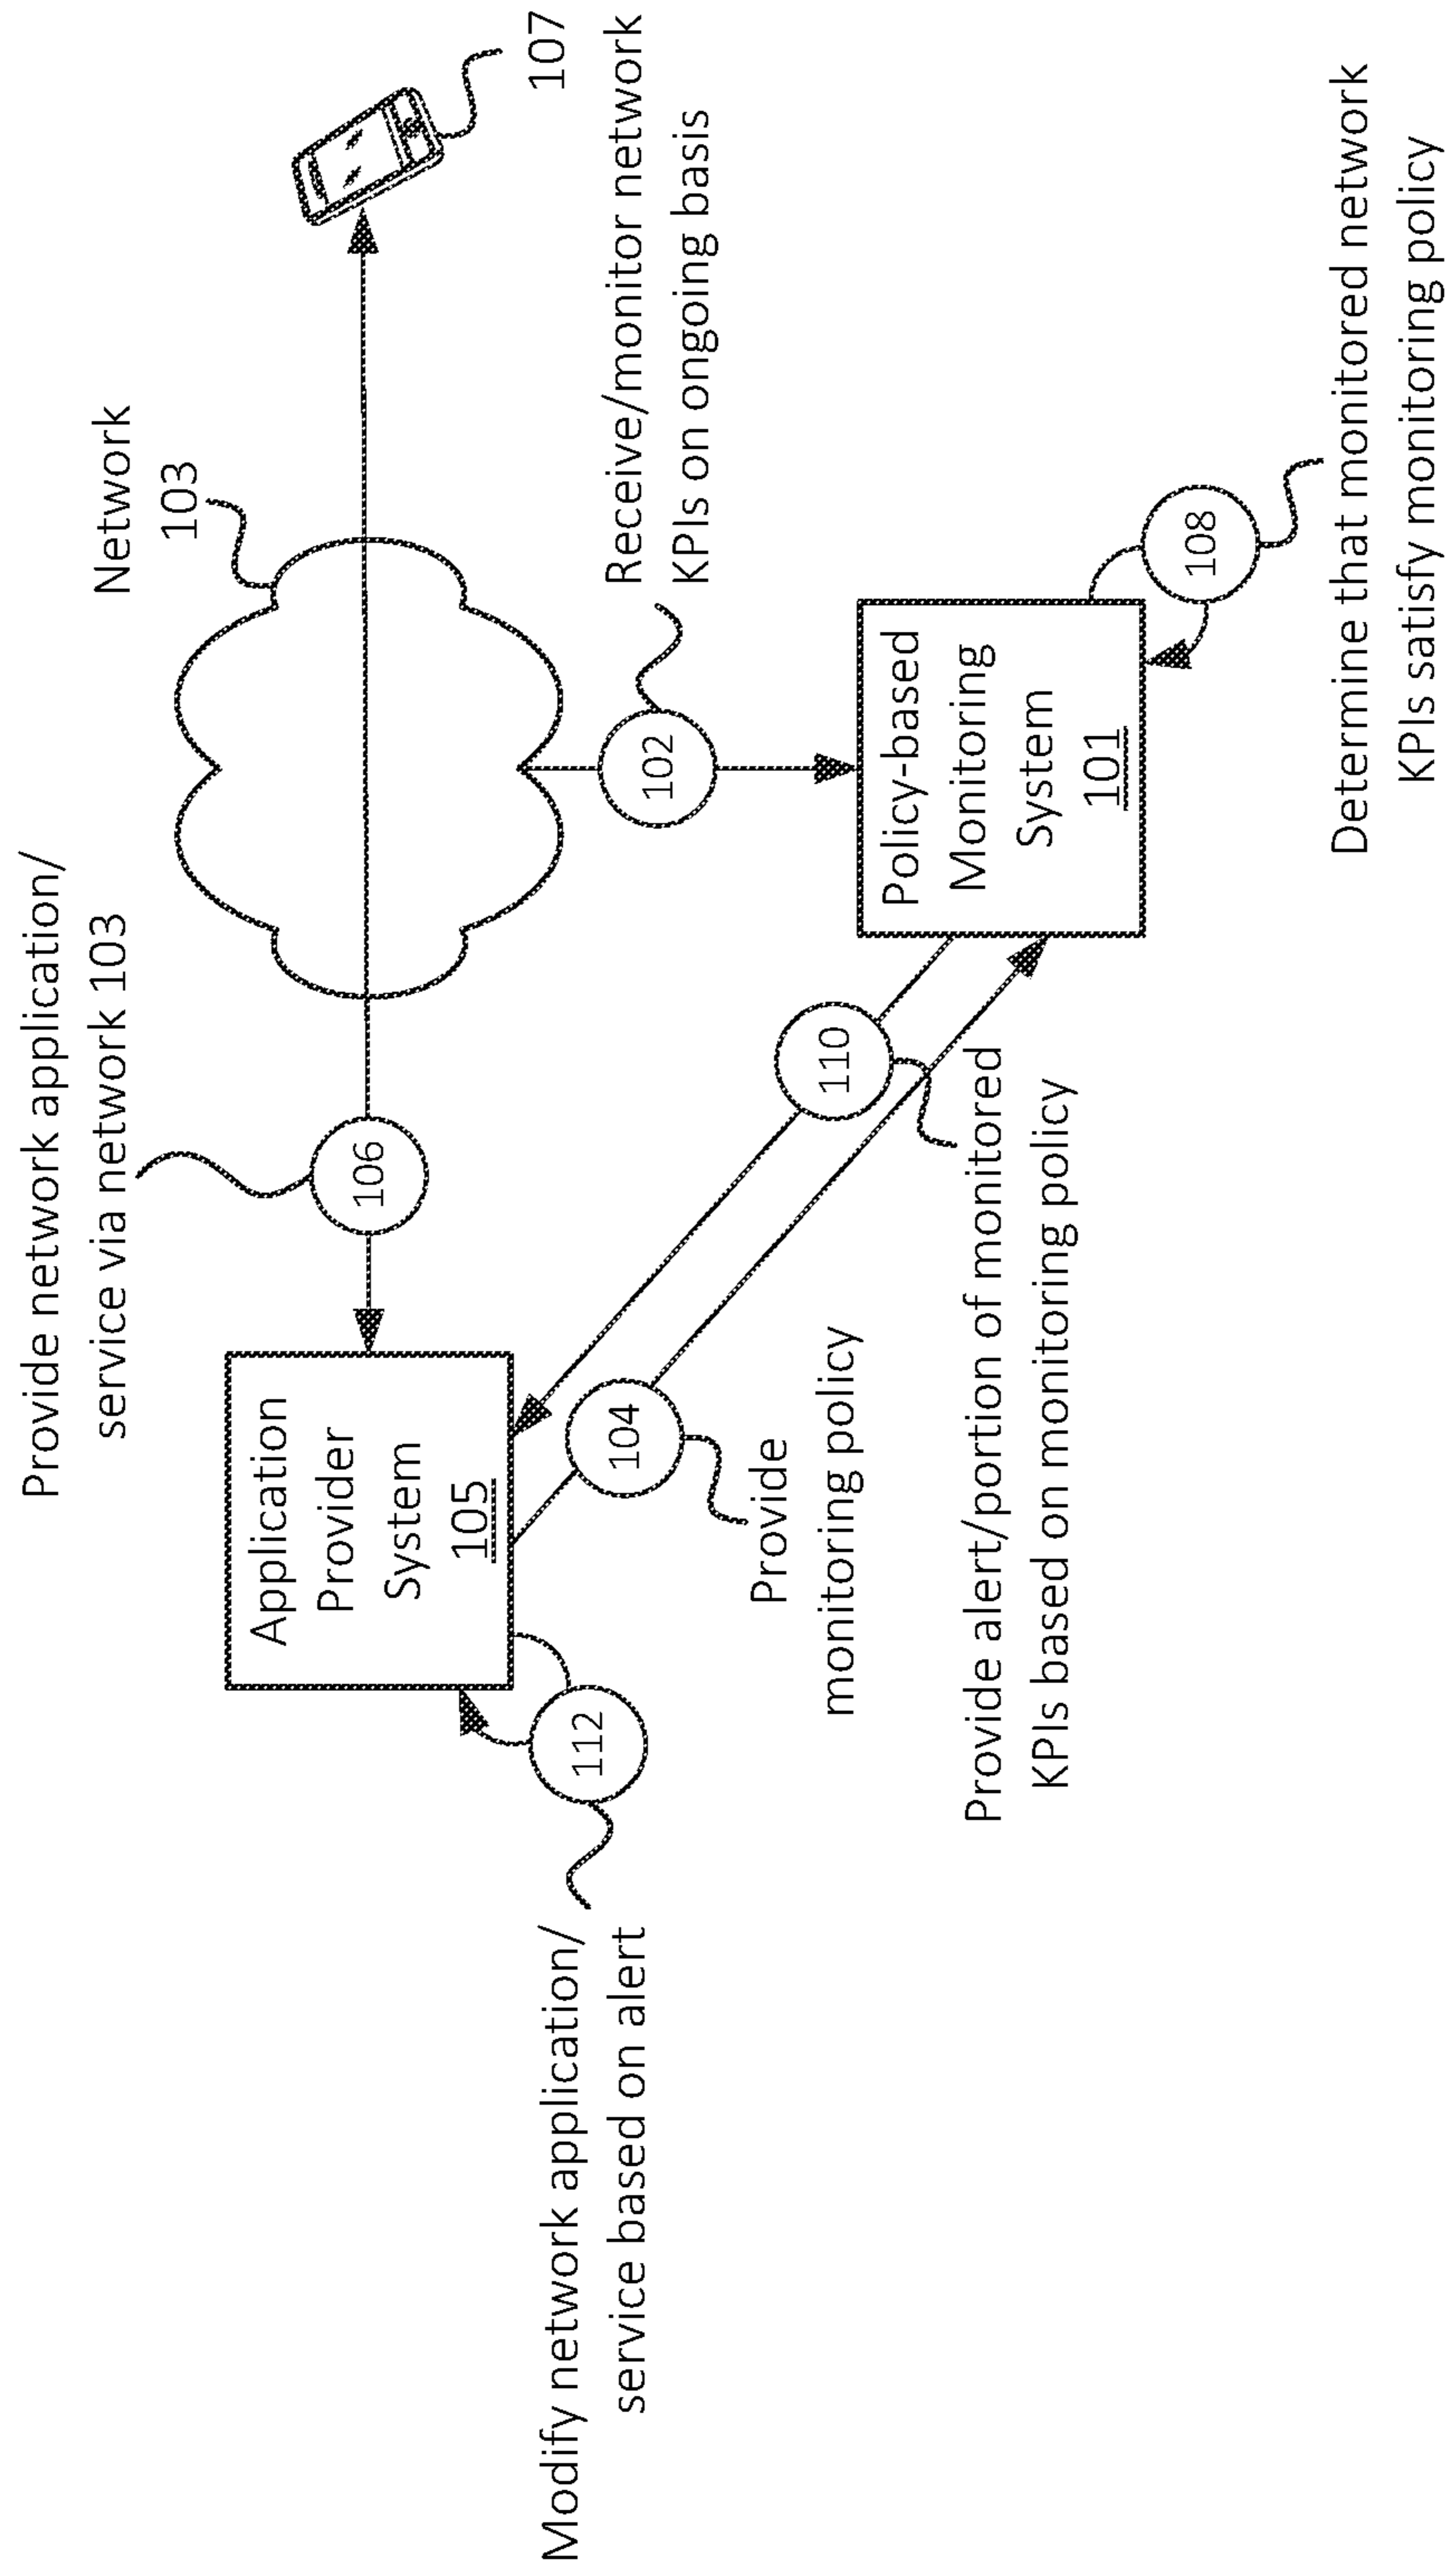 Provide network application/
service via network 103
Network
103
107
106
Application
Provider
System
105
Receive/monitor network
KPIs on ongoing basis
102
112
Modify network application/
service based on alert
104
Provide
monitoring policy
110
Provide alert/portion of monitored
KPIs based on monitoring policy
Policy-based
Monitoring
System
101
108
Determine that monitored network
KPIs satisfy monitoring policy